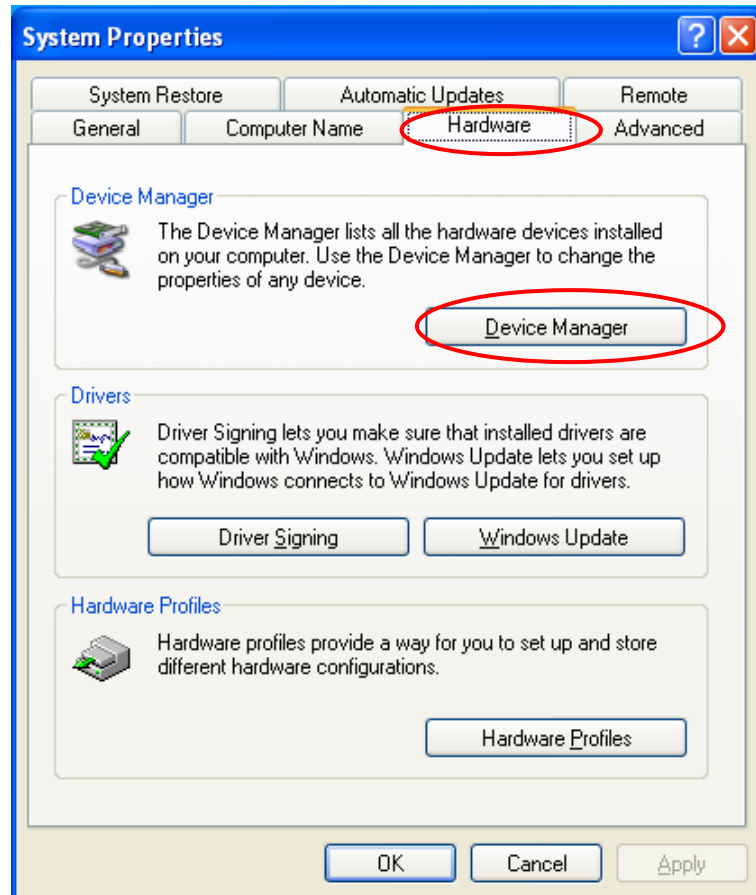 System Properties
System Restore
Automatic Updates
Remote
General
Computer Name
Hardware
Advanced
Device Manager
The Device Manager lists all the hardware devices installed
on your computer. Use the Device Manager to change the
properties of any device.
Device Manager
Drivers
Driver Signing lets you make sure that installed drivers are
compatible with Windows. Windows Update lets you set up
how Windows connects to Windows Update for drivers.
Driver Signing
Windows Update
Hardware Profiles
Hardware profiles provide a way for you to set up and store
different hardware configurations.
Hardware Profiles
OK
Cancel
Apply